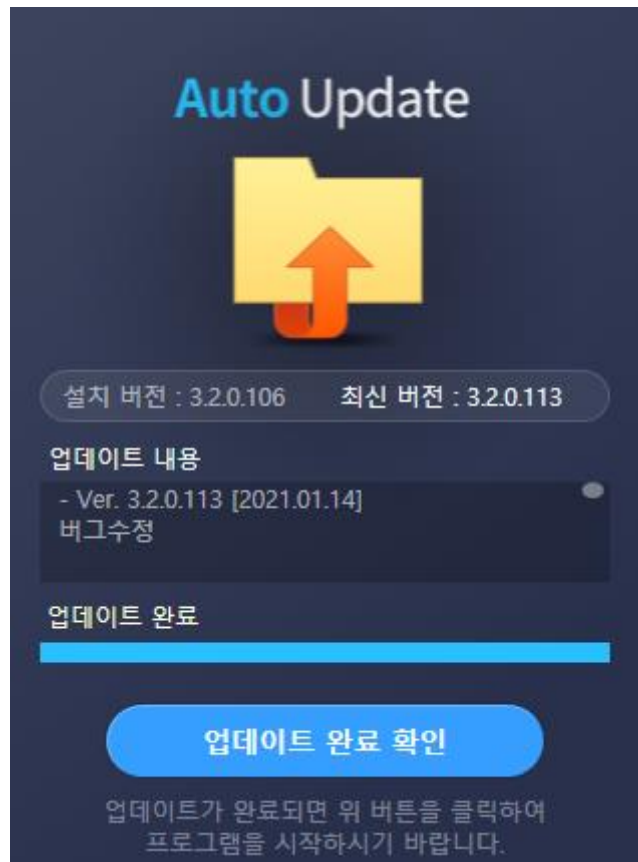 Auto Update
설치 버전 : 3.2.0.106 최신 버전 : 3.2.0.113
업데이트 내용
- Ver. 3.2.0.113 [2021.01.14]
버그수정
업데이트 완료
업데이트 완료 확인
업데이트가 완료되면 위 버튼을 클릭하여
프로그램을 시작하시기 바랍니다.